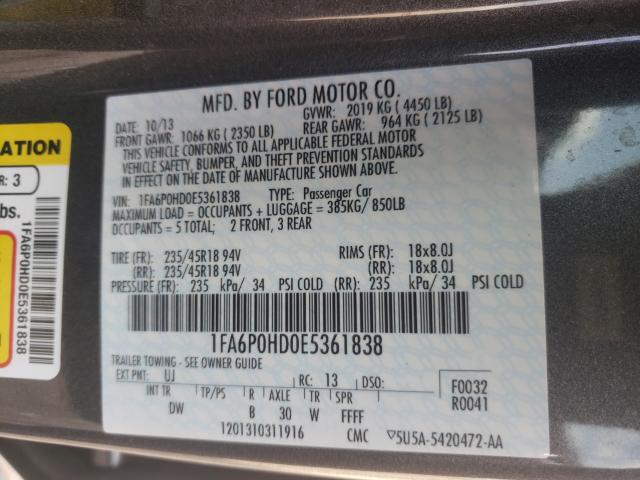 MFD. BY FORD MOTOR CO.
DATE: 10/13 GVWR: 2019 KG ( 4450 LB)
FRONT GAWR: 1066 KG ( 2350 LB) REAR GAWR: 964 KG ( 2125 LB)
THIS VEHICLE CONFORMS TO ALL APPLICABLE FEDERAL MOTOR
VEHICLE SAFETY, BUMPER, AND THEFT PREVENTION STANDARDS
IN EFFECT ON THE DATE OF MANUFACTURE SHOWN ABOVE.
VIN: 1FA6P0HD0E5361838 TYPE: Passenger Car
MAXIMUM LOAD = OCCUPANTS + LUGGAGE = 385KG/ 850LB
OCCUPANTS = 5 TOTAL; 2 FRONT, 3 REAR
TIRE (FR): 235/45R18 94V RIMS (FR): 18x8.0J
(RR): 235/45R18 94V (RR): 18x8.0J
PRESSURE (FR): 235 kPa/ 34 PSI COLD (RR): 235 kPa/ 34 PSI COLD
1FA6P0HD0E5361838
TRAILER TOWING - SEE OWNER GUIDE
EXT PNT: UJ RC: 13 DSO: F0032
INT TR TP/PS R AXLE TR SPR R0041
DW B 30 W FFFF
1201310311916 CMC 5U5A-5420472-AA
ATION
R: 3
bs.
1FA6P0HD0E5361838